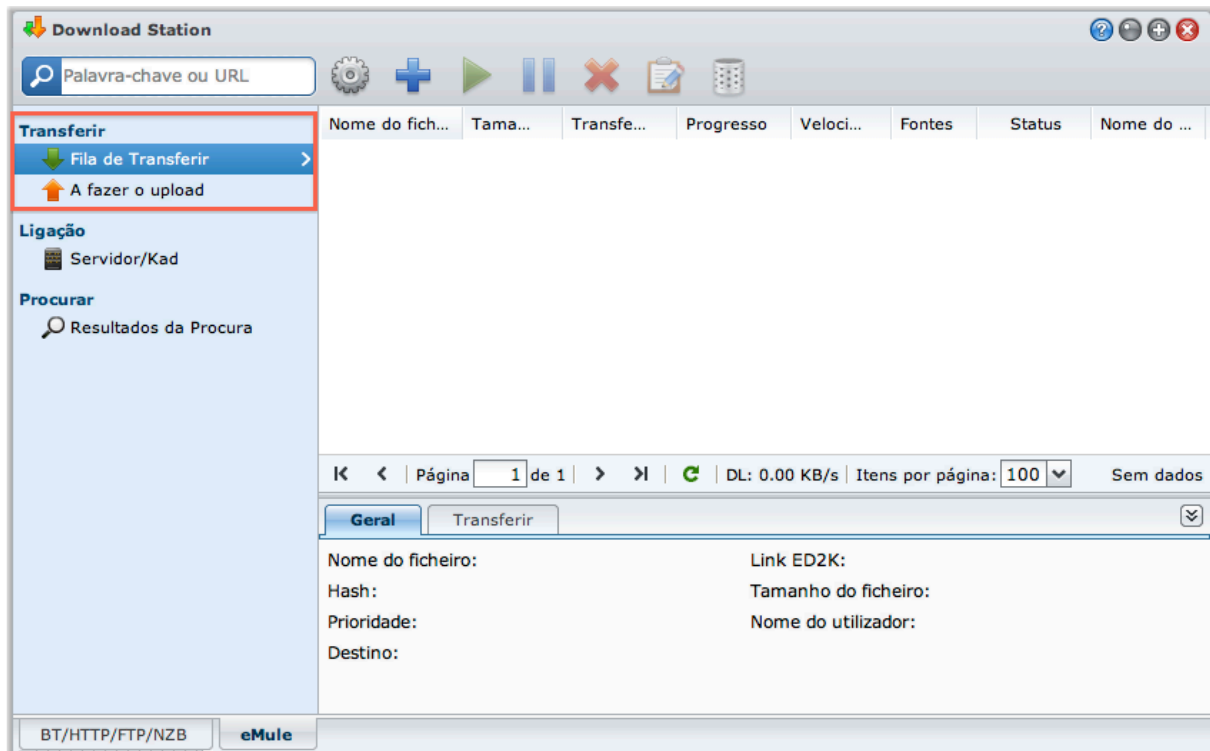 Download Station
Palavra-chave ou URL
Transferir
Fila de Transferir
A fazer o upload
Ligação
Servidor/Kad
Procurar
Resultados da Procura
Nome do fich... Tama... Transfe... Progresso Veloci... Fontes Status Nome do ...
Página 1 de 1 DL: 0.00 KB/s Itens por página: 100 Sem dados
Geral Transferir
Nome do ficheiro: Link ED2K:
Hash: Tamanho do ficheiro:
Prioridade: Nome do utilizador:
Destino:
BT/HTTP/FTP/NZB eMule